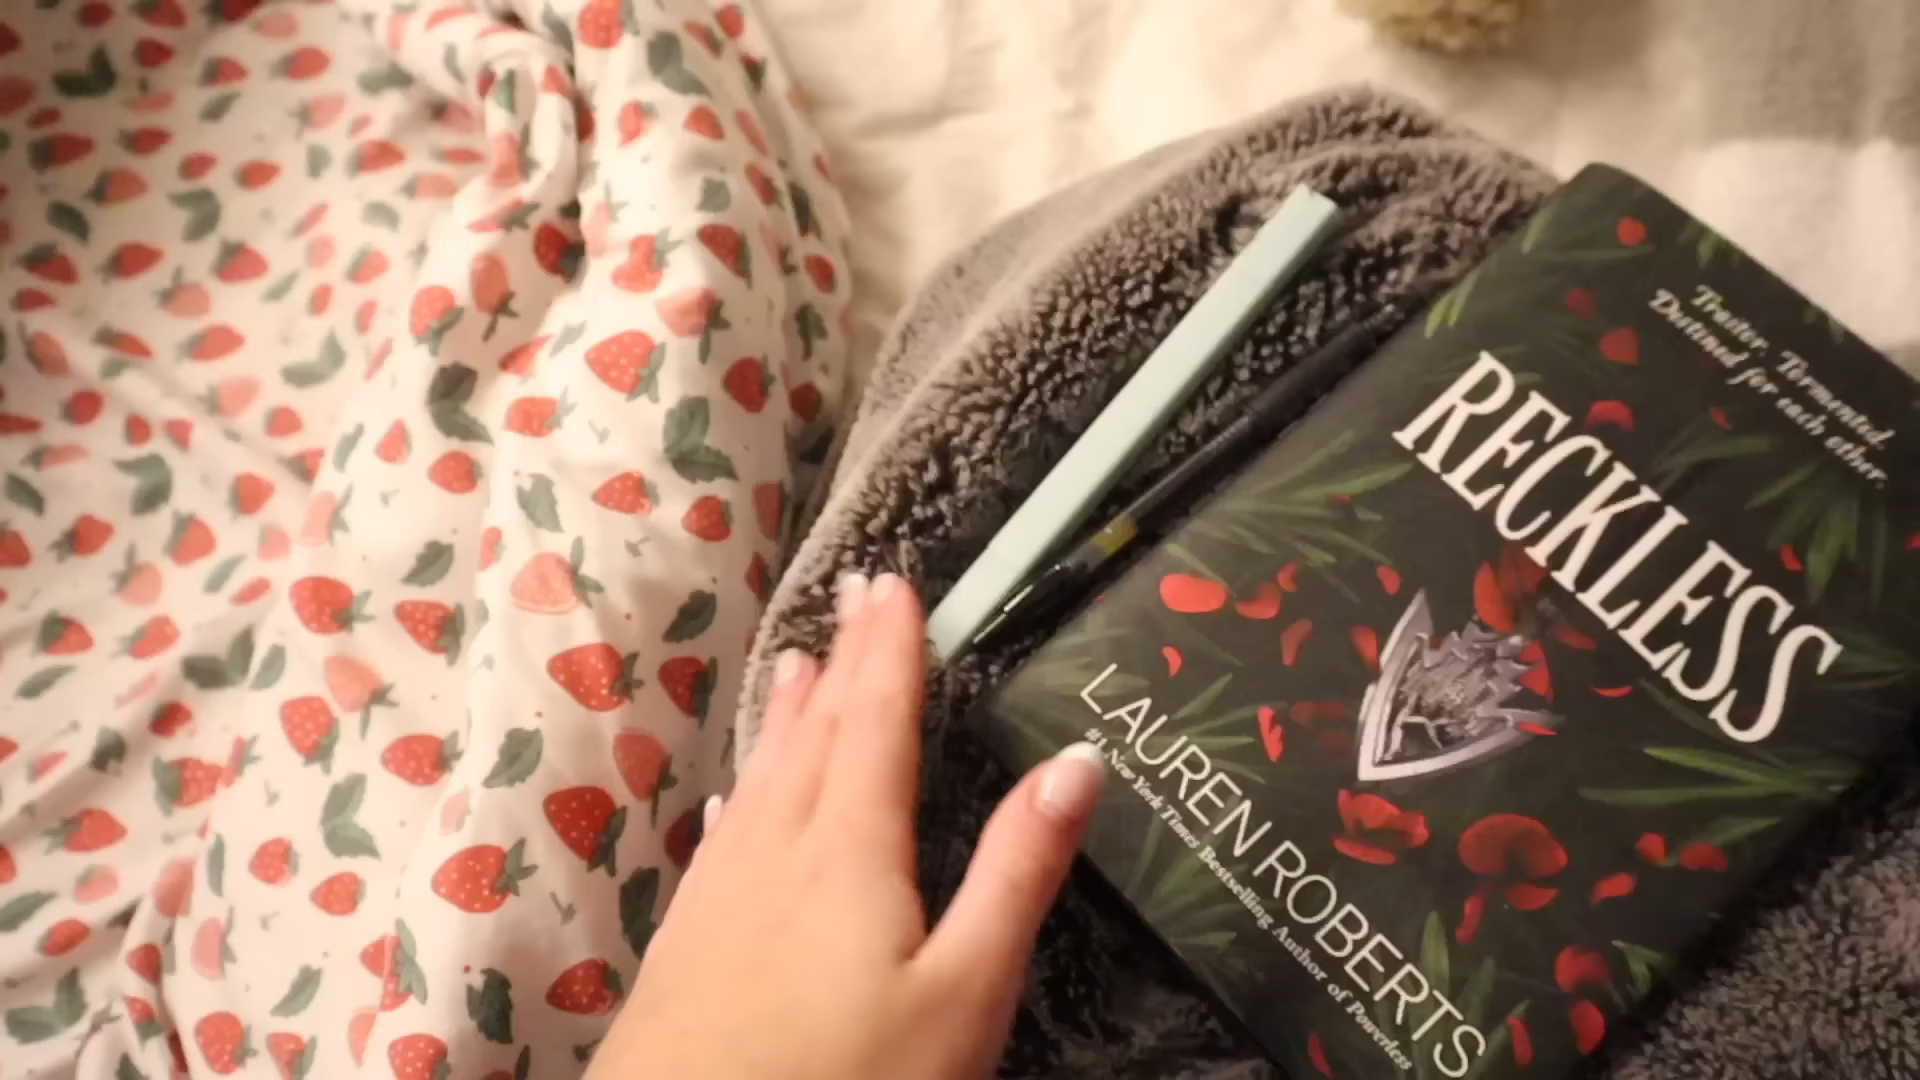 Traitor. Tormented.
Destined for each other.
RECKLESS
LAUREN ROBERTS
#1 New York Times Bestselling Author of Powerless